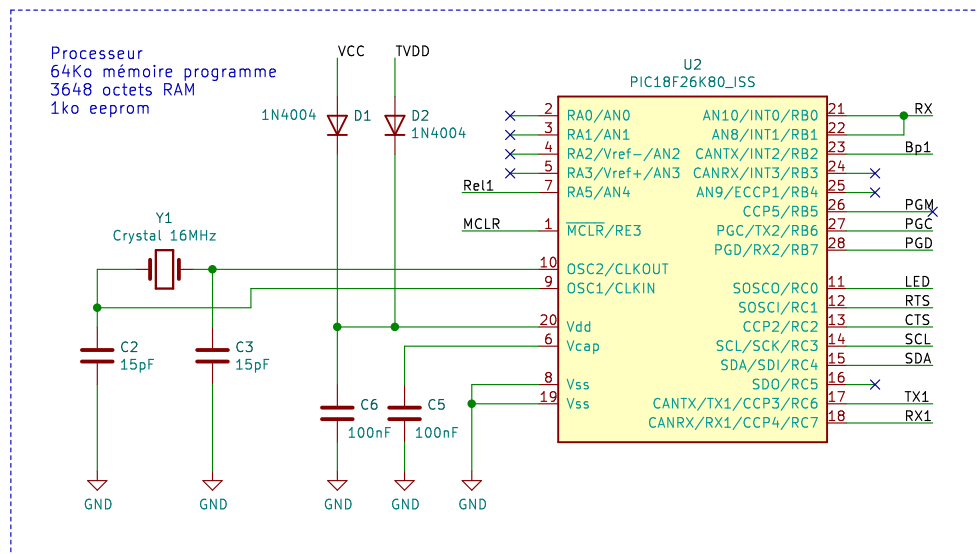 Processeur
64Ko mémoire programme
3648 octets RAM
1ko eeprom
VCC
TVDD
1N4004
D1
D2
1N4004
U2
PIC18F26K80_ISS
2
RA0/AN0
3
RA1/AN1
4
RA2/Vref-/AN2
5
RA3/Vref+/AN3
Rel1
7
RA5/AN4
MCLR
1
MCLR/RE3
10
OSC2/CLKOUT
9
OSC1/CLKIN
20
Vdd
6
Vcap
8
Vss
19
Vss
AN10/INT0/RB0
21
RX
AN8/INT1/RB1
22
CANTX/INT2/RB2
23
Bp1
CANRX/INT3/RB3
24
AN9/ECCP1/RB4
25
CCP5/RB5
26
PGM
PGC/TX2/RB6
27
PGC
PGD/RX2/RB7
28
PGD
SOSCO/RC0
11
LED
SOSCI/RC1
12
RTS
CCP2/RC2
13
CTS
SCL/SCK/RC3
14
SCL
SDA/SDI/RC4
15
SDA
SDO/RC5
16
CANTX/TX1/CCP3/RC6
17
TX1
CANRX/RX1/CCP4/RC7
18
RX1
Y1
Crystal 16MHz
C2
15pF
C3
15pF
C6
100nF
C5
100nF
GND
GND
GND
GND
GND